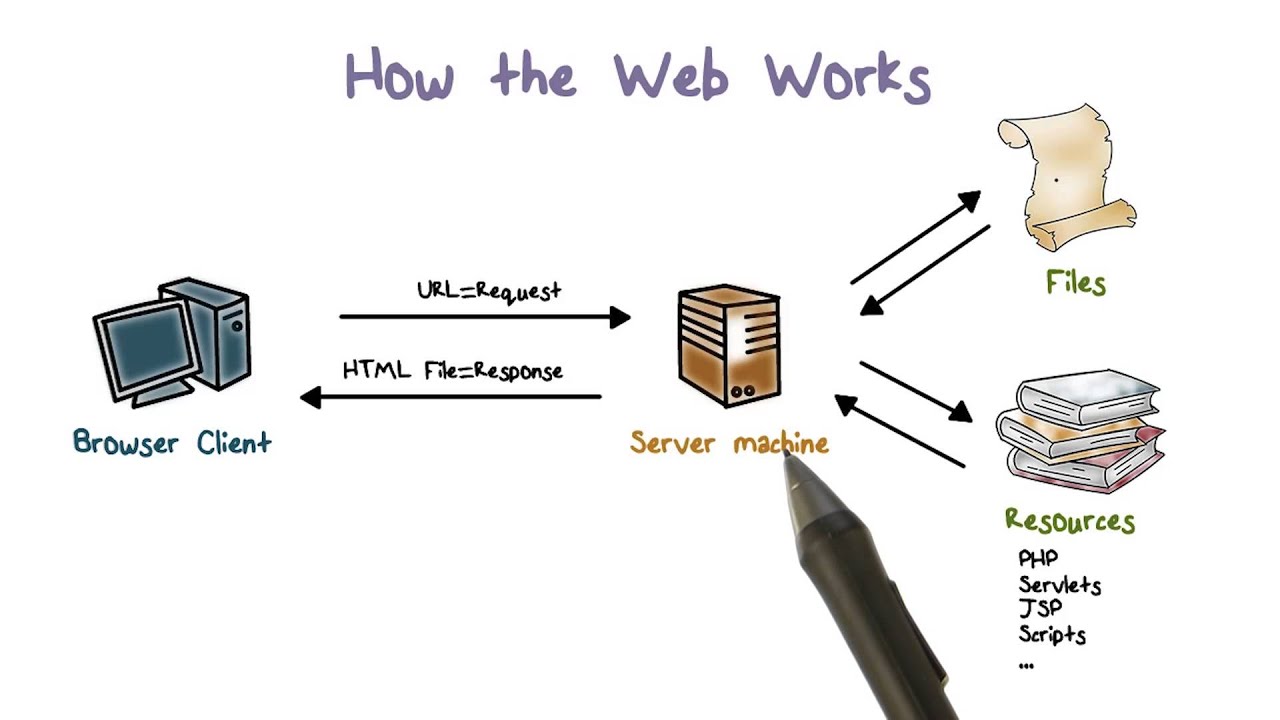 How the Web Works
URL=Request
HTML File=Response
Browser Client
Server machine
Files
Resources
PHP
Servlets
JSP
Scripts
...